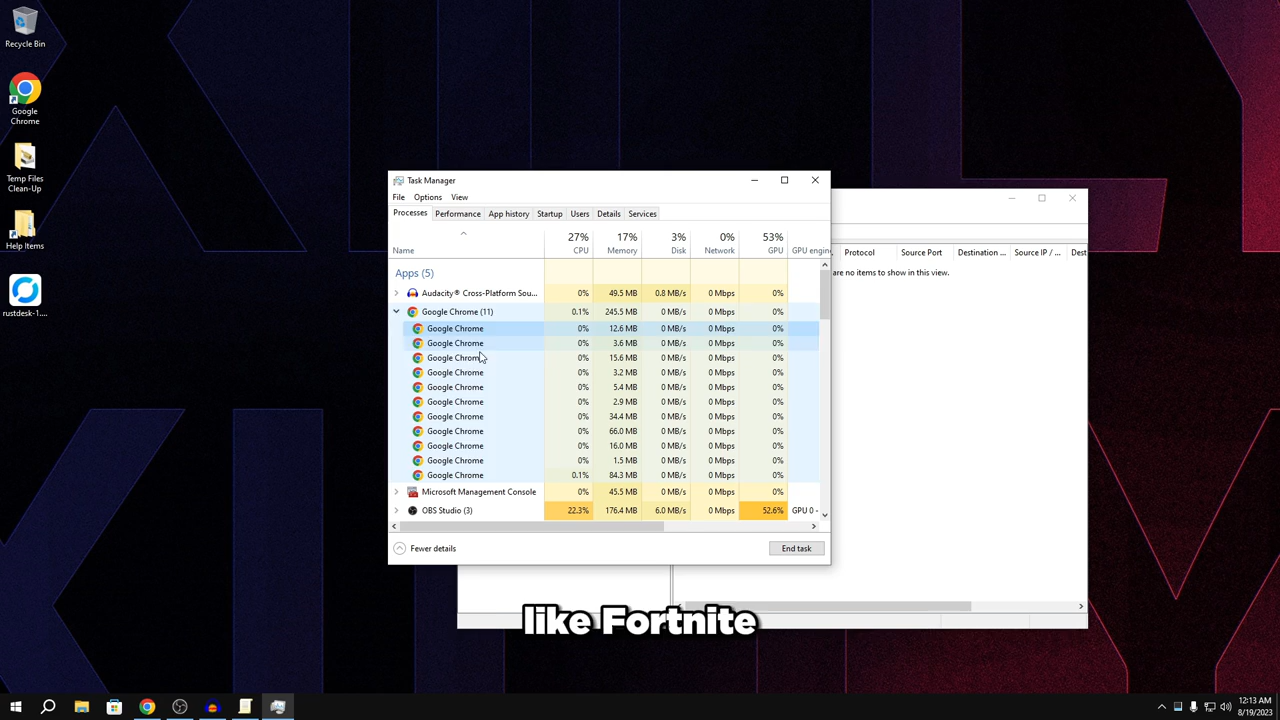 Recycle Bin
Google
Chrome
Temp Files
Clean-Up
Help Items
rustdesk-1....
Task Manager
File Options View
Processes Performance App history Startup Users Details Services
27% 17% 3% 0% 53%
Name CPU Memory Disk Network GPU GPU engine
Apps (5)
Audacity® Cross-Platform Sou... 0% 49.5 MB 0.8 MB/s 0 Mbps 0%
Google Chrome (11) 0.1% 245.5 MB 0 MB/s 0 Mbps 0%
Google Chrome 0% 12.6 MB 0 MB/s 0 Mbps 0%
Google Chrome 0% 3.6 MB 0 MB/s 0 Mbps 0%
Google Chrome 0% 15.6 MB 0 MB/s 0 Mbps 0%
Google Chrome 0% 3.2 MB 0 MB/s 0 Mbps 0%
Google Chrome 0% 5.4 MB 0 MB/s 0 Mbps 0%
Google Chrome 0% 2.9 MB 0 MB/s 0 Mbps 0%
Google Chrome 0% 34.4 MB 0 MB/s 0 Mbps 0%
Google Chrome 0% 66.0 MB 0 MB/s 0 Mbps 0%
Google Chrome 0% 16.0 MB 0 MB/s 0 Mbps 0%
Google Chrome 0% 1.5 MB 0 MB/s 0 Mbps 0%
Google Chrome 0.1% 84.3 MB 0 MB/s 0 Mbps 0%
Microsoft Management Console 0% 45.5 MB 0 MB/s 0 Mbps 0%
OBS Studio (3) 22.3% 176.4 MB 6.0 MB/s 0 Mbps 52.6% GPU 0 -
Fewer details End task
Protocol Source Port Destination ... Source IP / ... Dest
are no items to show in this view.
like Fortnite
12:13 AM
8/19/2023